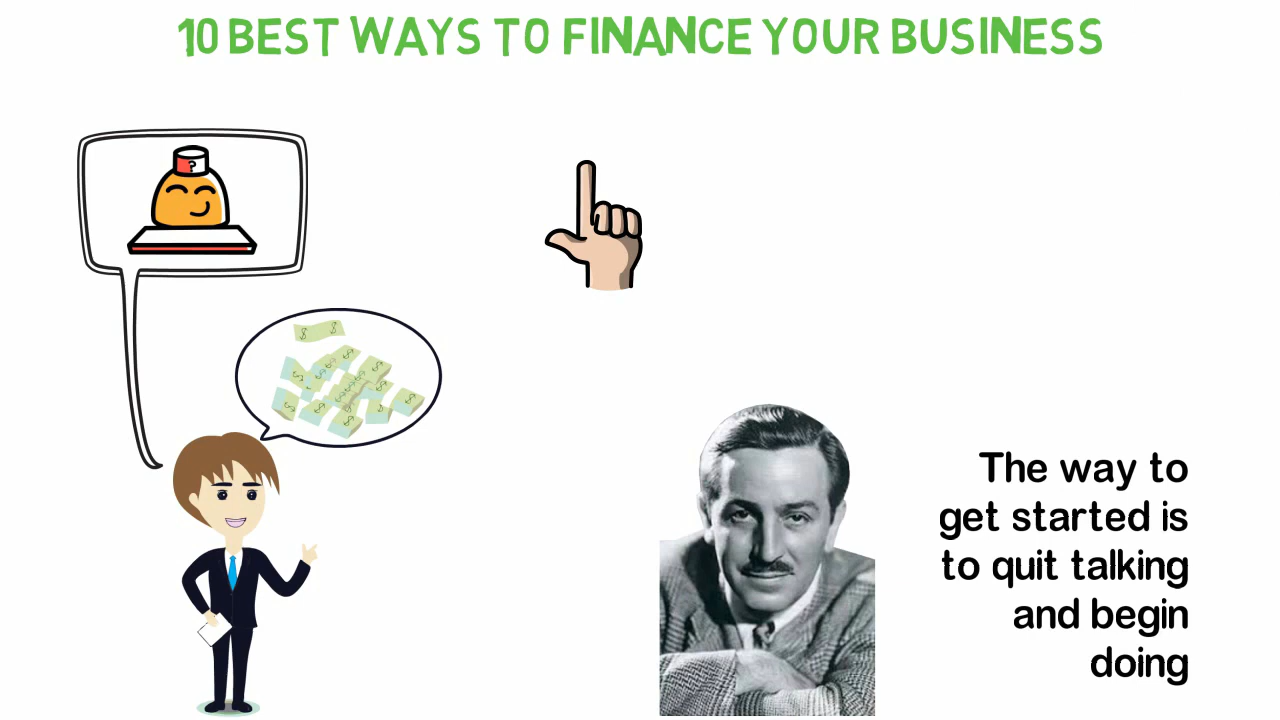 10 BEST WAYS TO FINANCE YOUR BUSINESS
?
$ $
The way to
get started is
to quit talking
and begin
doing